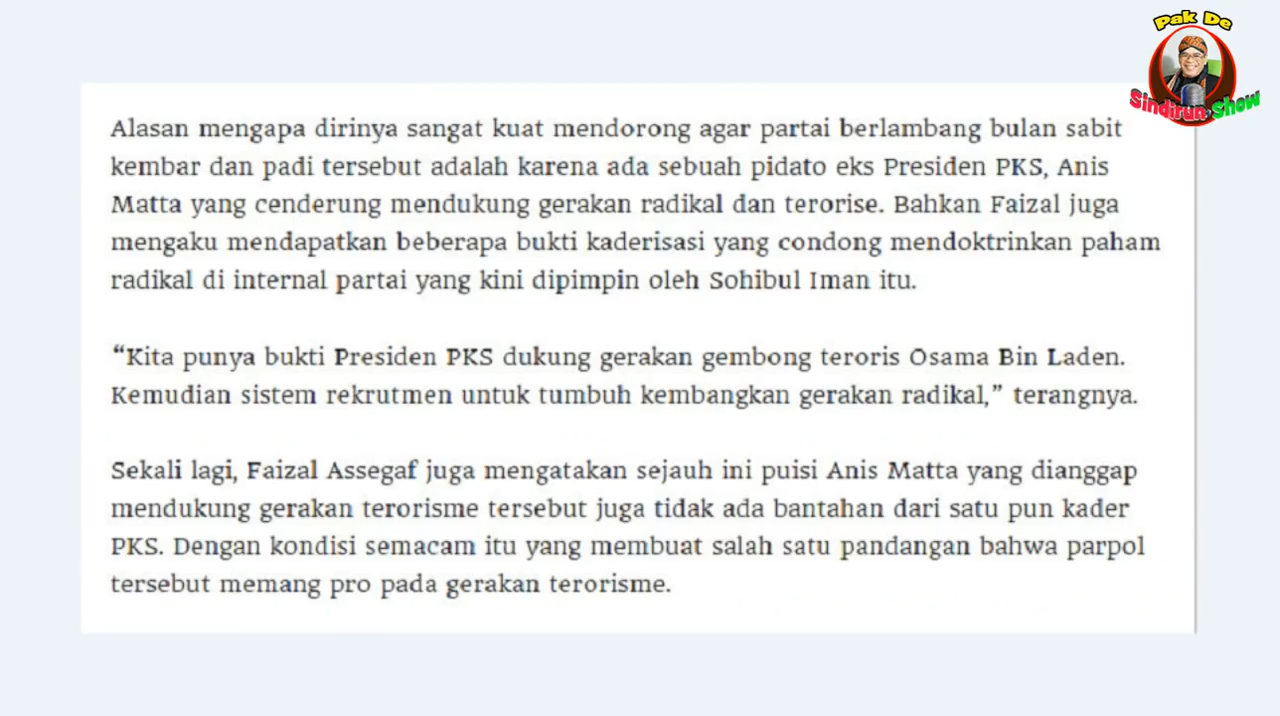 Pak De
Sindirun Show
Alasan mengapa dirinya sangat kuat mendorong agar partai berlambang bulan sabit
kembar dan padi tersebut adalah karena ada sebuah pidato eks Presiden PKS, Anis
Matta yang cenderung mendukung gerakan radikal dan terorise. Bahkan Faizal juga
mengaku mendapatkan beberapa bukti kaderisasi yang condong mendoktrinkan paham
radikal di internal partai yang kini dipimpin oleh Sohibul Iman itu.
“Kita punya bukti Presiden PKS dukung gerakan gembong teroris Osama Bin Laden.
Kemudian sistem rekrutmen untuk tumbuh kembangkan gerakan radikal,” terangnya.
Sekali lagi, Faizal Assegaf juga mengatakan sejauh ini puisi Anis Matta yang dianggap
mendukung gerakan terorisme tersebut juga tidak ada bantahan dari satu pun kader
PKS. Dengan kondisi semacam itu yang membuat salah satu pandangan bahwa parpol
tersebut memang pro pada gerakan terorisme.